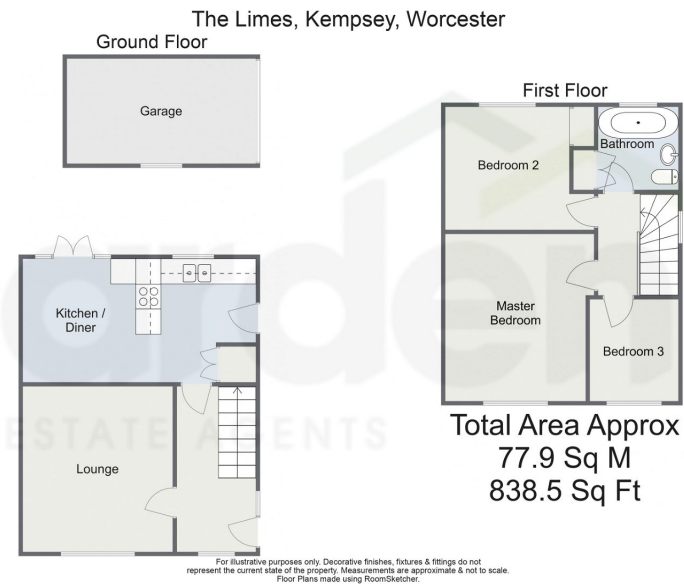 The Limes, Kempsey, Worcester
Ground Floor
Garage
First Floor
Bathroom
Bedroom 2
Kitchen /
Diner
Master
Bedroom
Bedroom 3
Lounge
arden
ESTATE AGENTS
Total Area Approx
77.9 Sq M
838.5 Sq Ft
For illustrative purposes only. Decorative finishes, fixtures & fittings do not
represent the current state of the property. Measurements are approximate & not to scale.
Floor Plans made using RoomSketcher.